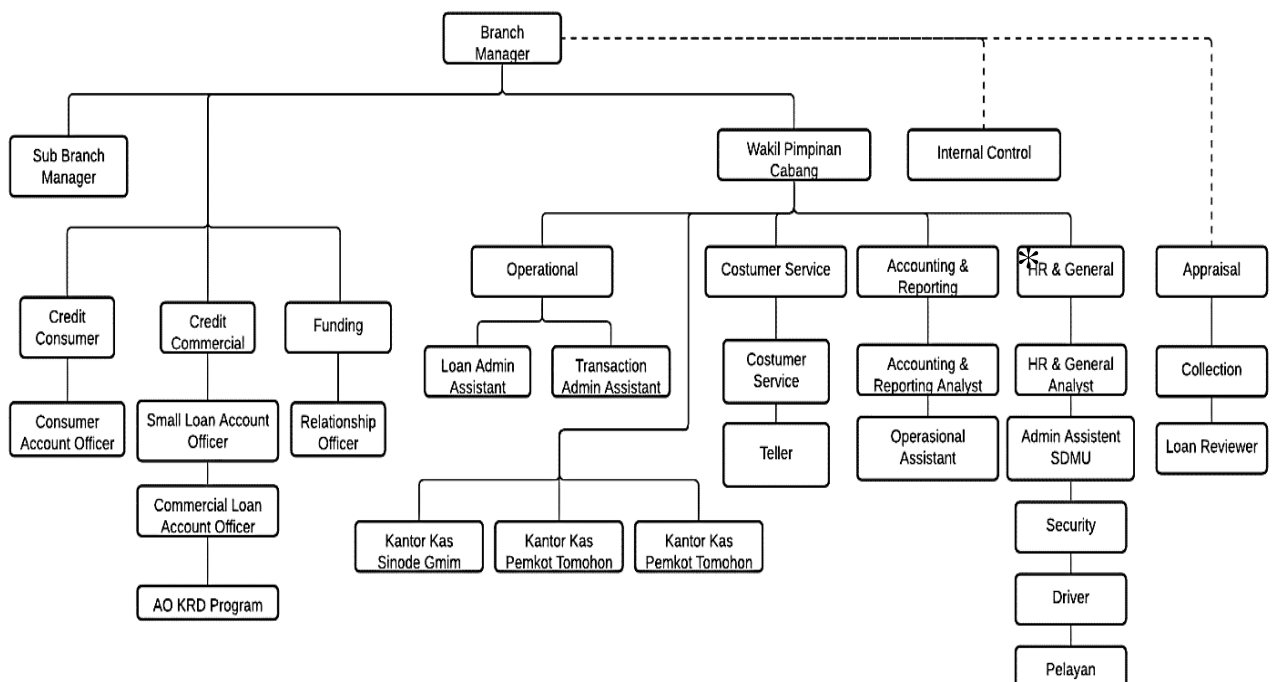 Branch
Manager
Sub Branch
Manager
Wakil Pimpinan
Cabang
Internal Control
Operational
Costumer Service
Accounting &
Reporting
*HR & General
Appraisal
Credit
Consumer
Credit
Commercial
Funding
Loan Admin
Assistant
Transaction
Admin Assistant
Costumer
Service
Accounting &
Reporting Analyst
HR & General
Analyst
Collection
Consumer
Account Officer
Small Loan Account
Officer
Relationship
Officer
Teller
Operasional
Assistant
Admin Assistent
SDMU
Loan Reviewer
Commercial Loan
Account Officer
Kantor Kas
Sinode Gmim
Kantor Kas
Pemkot Tomohon
Kantor Kas
Pemkot Tomohon
Security
AO KRD Program
Driver
Pelayan